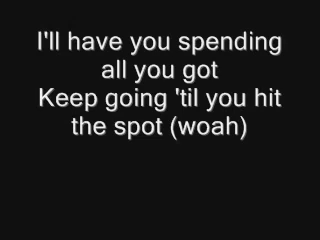 I'll have you spending
all you got
Keep going 'til you hit
the spot (woah)